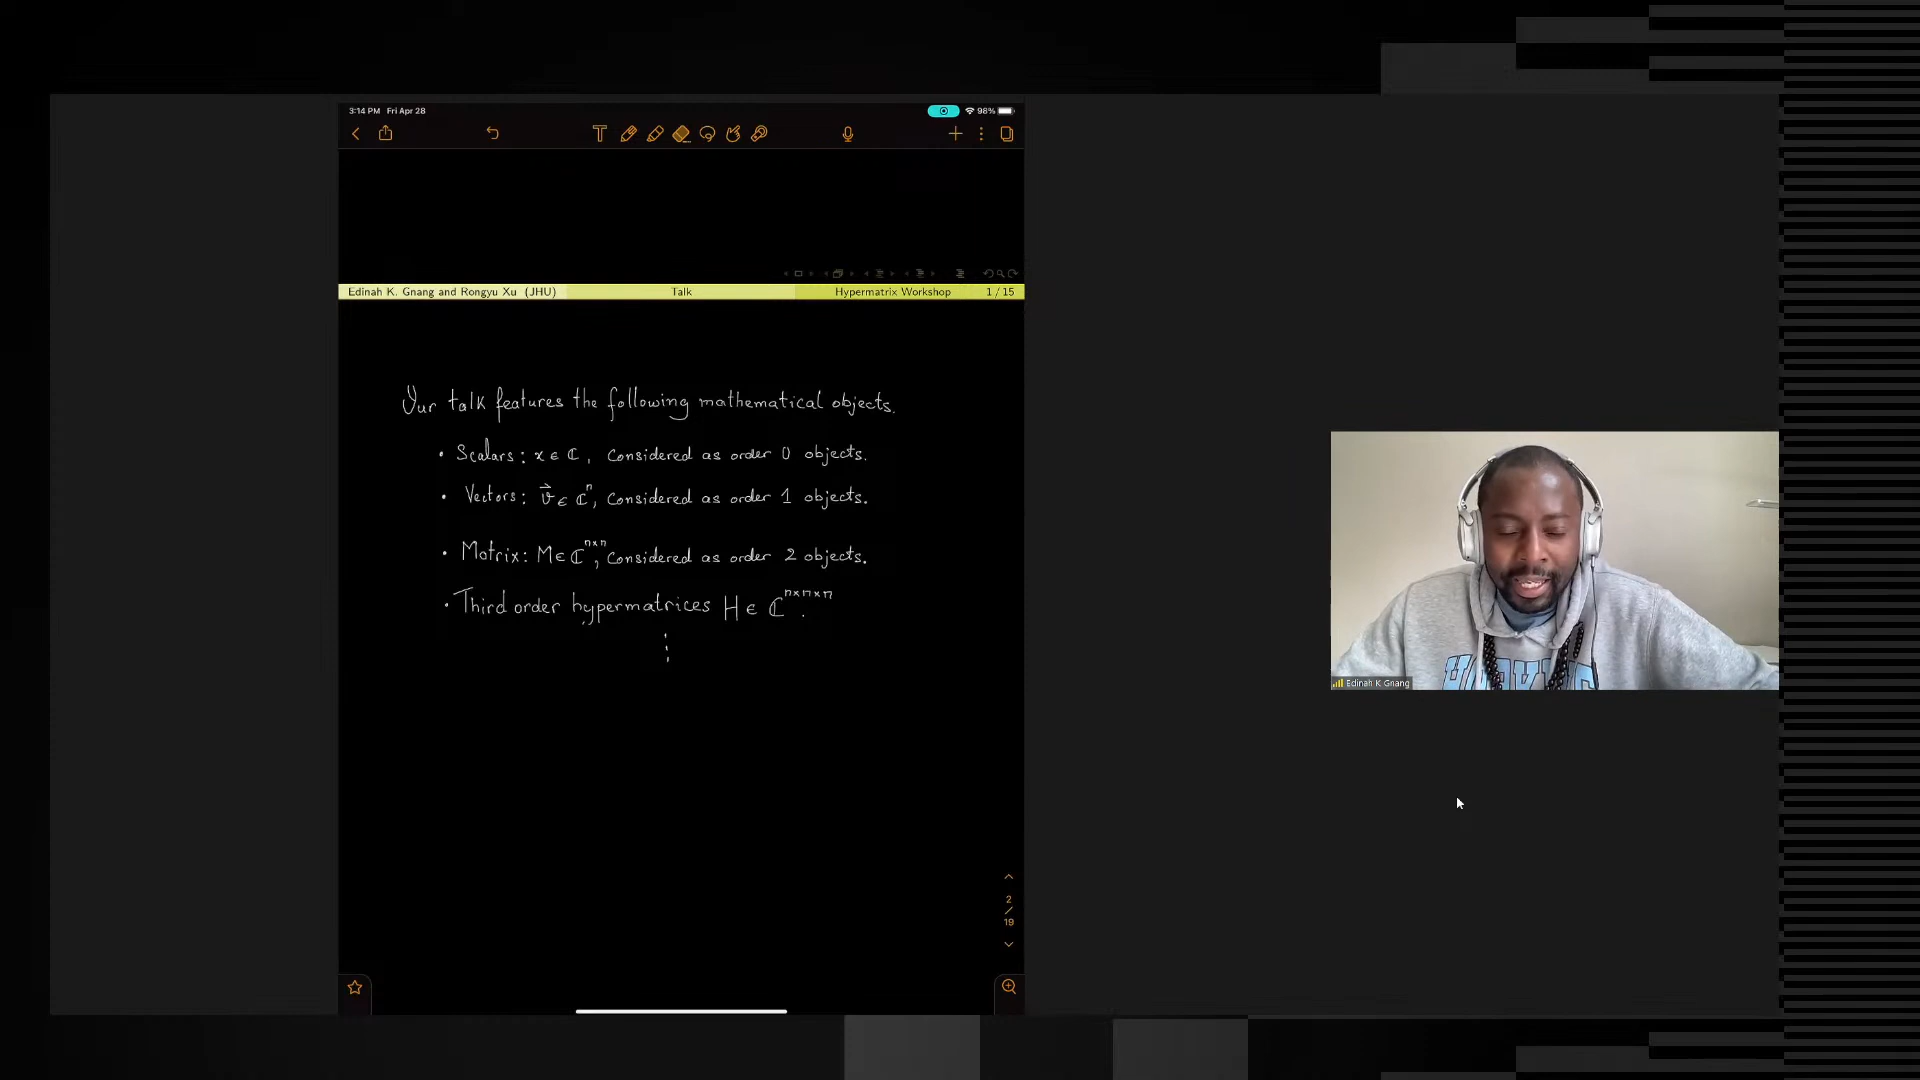 3:14 PM Fri Apr 28
98%
T
Edinah K. Gnang and Rongyu Xu (JHU) Talk Hypermatrix Workshop 1 / 15
Our talk features the following mathematical objects.
• Scalars: x ∈ ℂ, Considered as order 0 objects.
• Vectors: v⃗ ∈ ℂⁿ, Considered as order 1 objects.
• Matrix: M ∈ ℂⁿˣⁿ, Considered as order 2 objects.
• Third order hypermatrices H ∈ ℂⁿˣⁿˣⁿ.
⋮
2
/
19
Edinah K Gnang